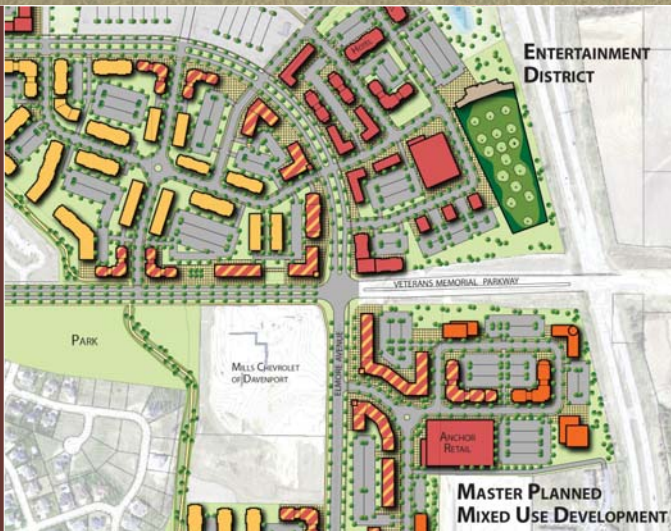 HOTEL
ENTERTAINMENT
DISTRICT
VETERANS MEMORIAL PARKWAY
PARK
MILLS CHEVROLET
OF DAVENPORT
ELMORE AVENUE
ANCHOR
RETAIL
MASTER PLANNED
MIXED USE DEVELOPMENT